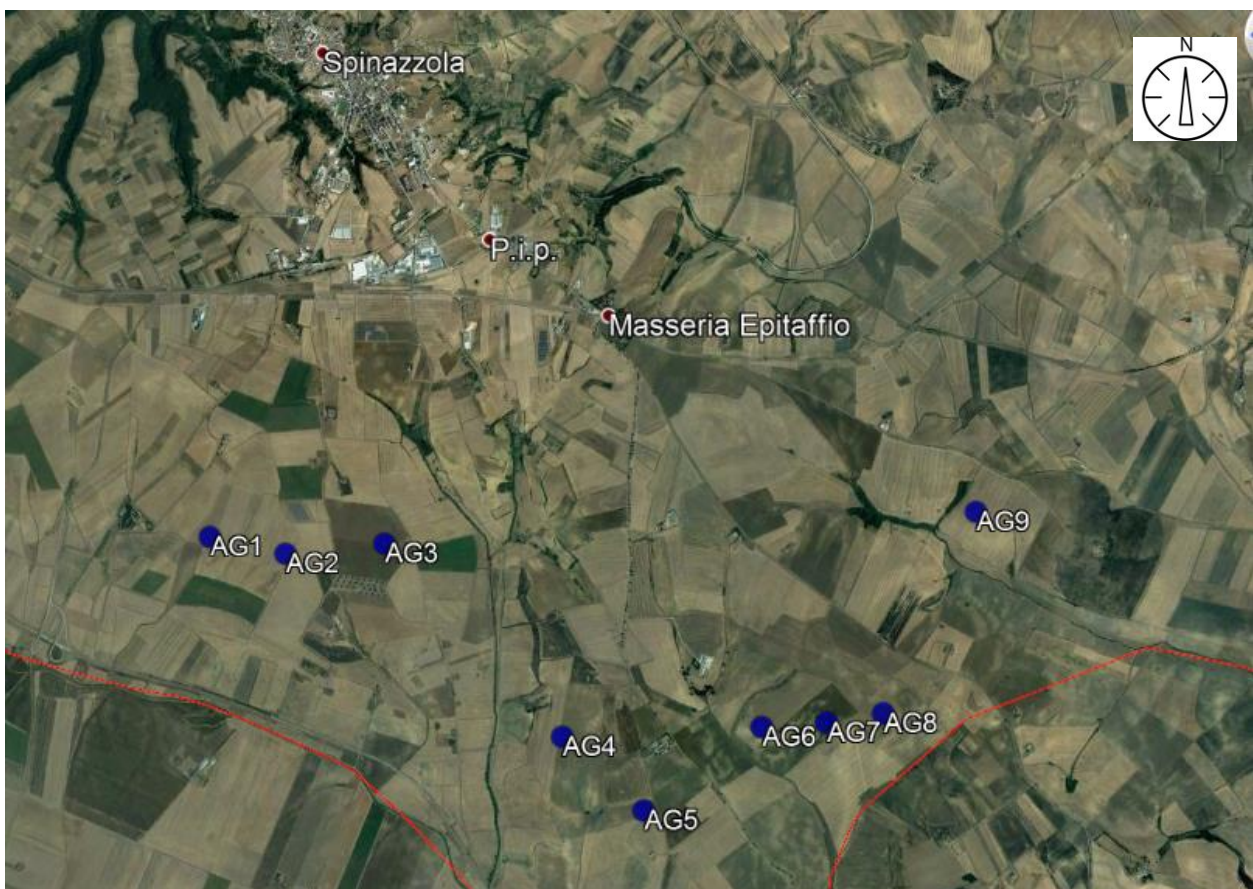 N
Spinazzola
P.i.p.
Masseria Epitaffio
AG9
AG1
AG2
AG3
AG6
AG7
AG8
AG4
AG5